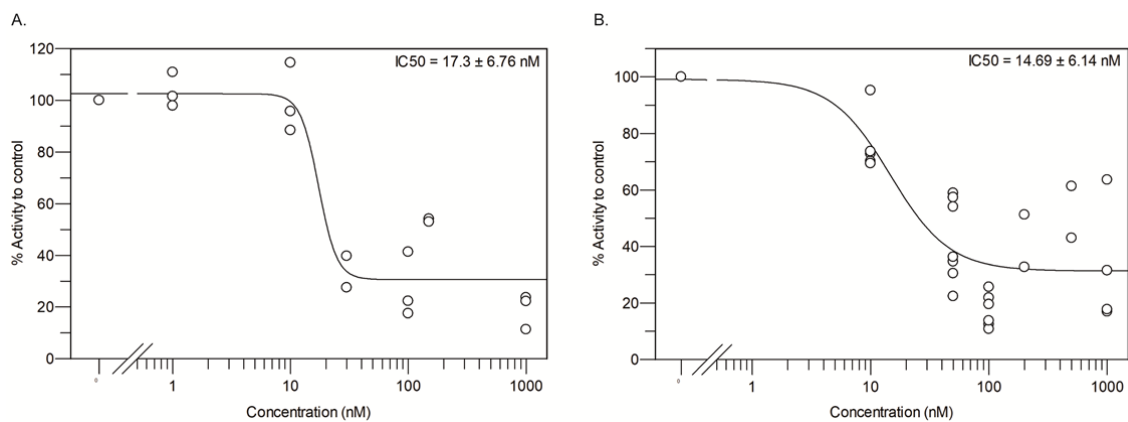 A.
IC50 = 17.3 ± 6.76 nM
120
100
80
60
40
20
0
% Activity to control
0
1
10
100
1000
Concentration (nM)
B.
IC50 = 14.69 ± 6.14 nM
100
80
60
40
20
0
% Activity to control
0
1
10
100
1000
Concentration (nM)